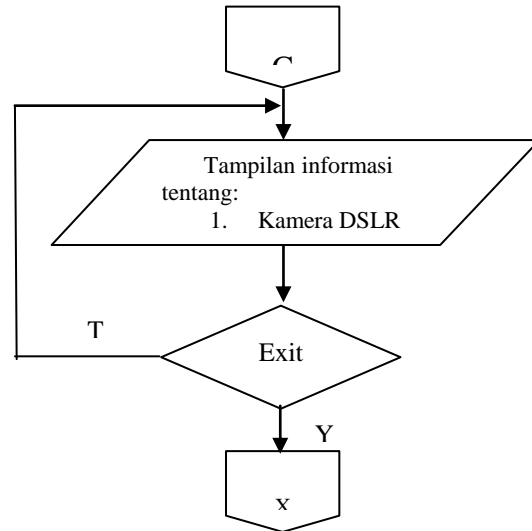 C
Tampilan informasi
tentang:
1. Kamera DSLR
Exit
T
Y
X